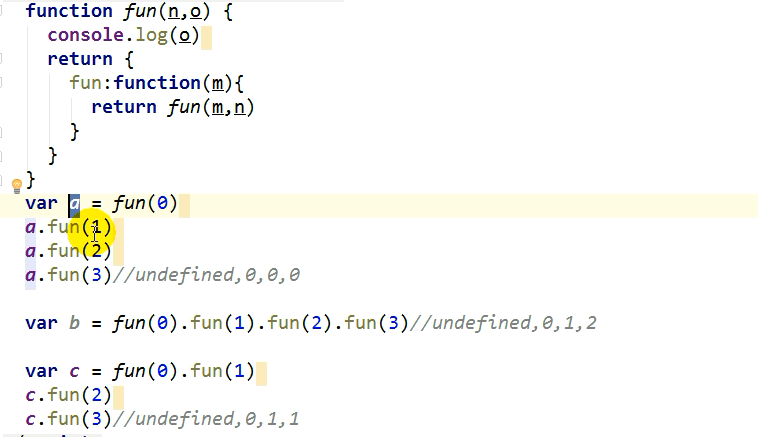 function fun(n,o) {
console.log(o)
return {
fun:function(m){
return fun(m,n)
}
}
}
var a = fun(0)
a.fun(1)
a.fun(2)
a.fun(3)//undefined,0,0,0
var b = fun(0).fun(1).fun(2).fun(3)//undefined,0,1,2
var c = fun(0).fun(1)
c.fun(2)
c.fun(3)//undefined,0,1,1